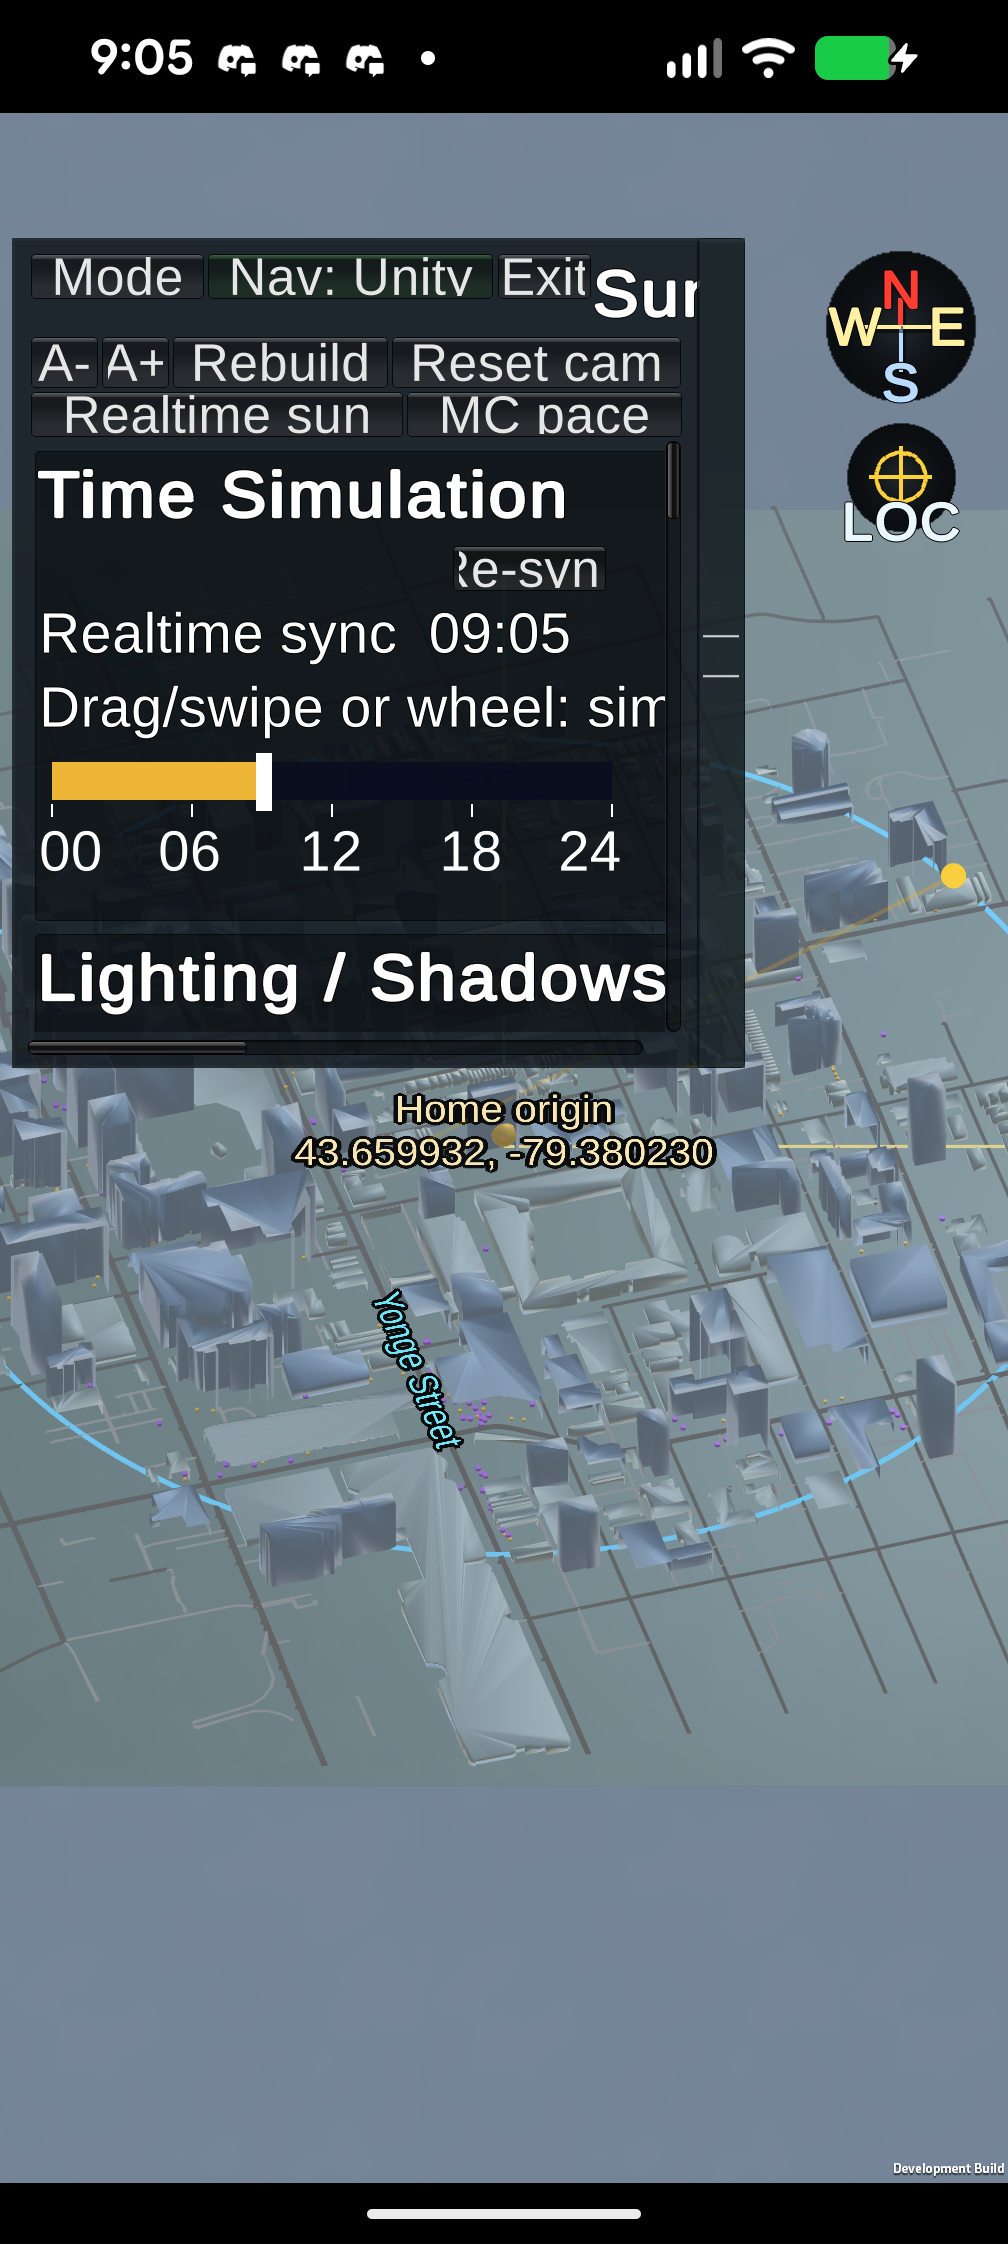 9:05
Mode Nav: Unity Exit
N
W E
S
A- A+ Rebuild Reset cam
Realtime sun MC pace
Time Simulation
LOC
Re-syn
Realtime sync 09:05
Drag/swipe or wheel: sim
00 06 12 18 24
Lighting / Shadows
Home origin
43.659932, -79.380230
Yonge Street
Development Build